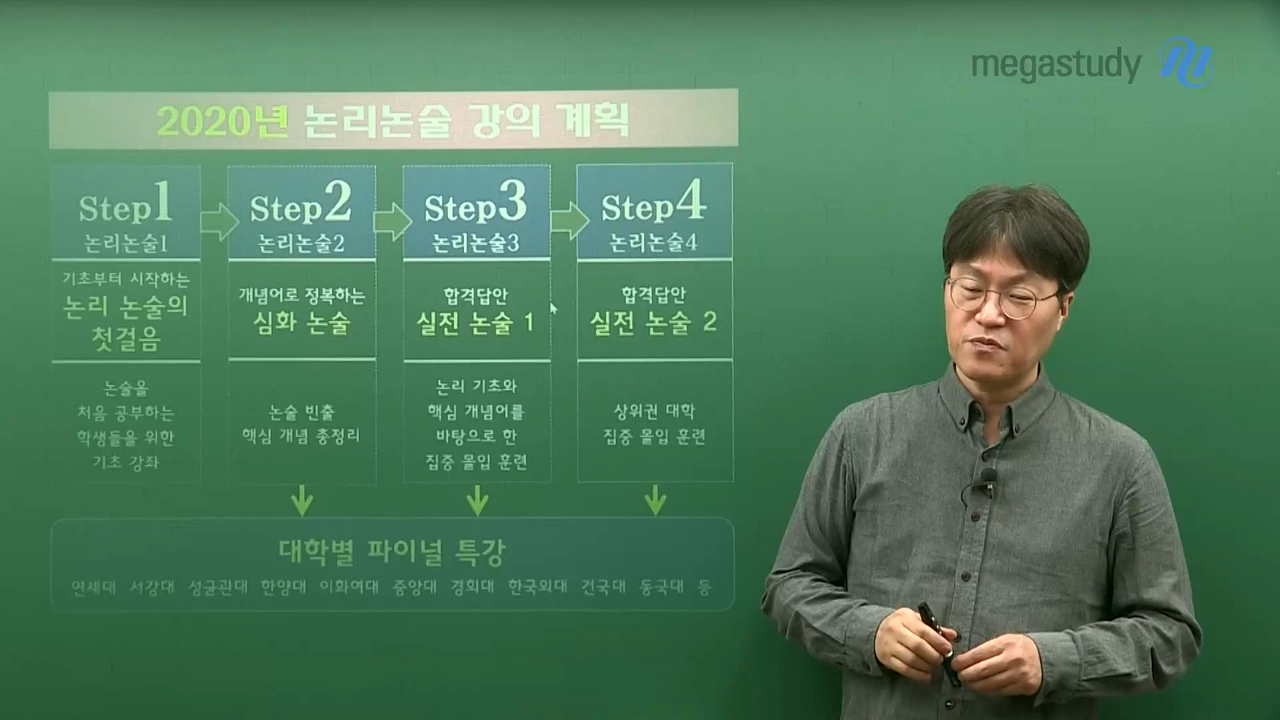 megastudy
2020년 논리논술 강의 계획
Step1
논리논술1
기초부터 시작하는
논리 논술의
첫걸음
논술을
처음 공부하는
학생들을 위한
기초 강좌
Step2
논리논술2
개념어로 정복하는
심화 논술
논술 빈출
핵심 개념 총정리
Step3
논리논술3
합격답안
실전 논술 1
논리 기초와
핵심 개념어를
바탕으로 한
집중 몰입 훈련
Step4
논리논술4
합격답안
실전 논술 2
상위권 대학
집중 몰입 훈련
대학별 파이널 특강
연세대 서강대 성균관대 한양대 이화여대 중앙대 경희대 한국외대 건국대 동국대 등